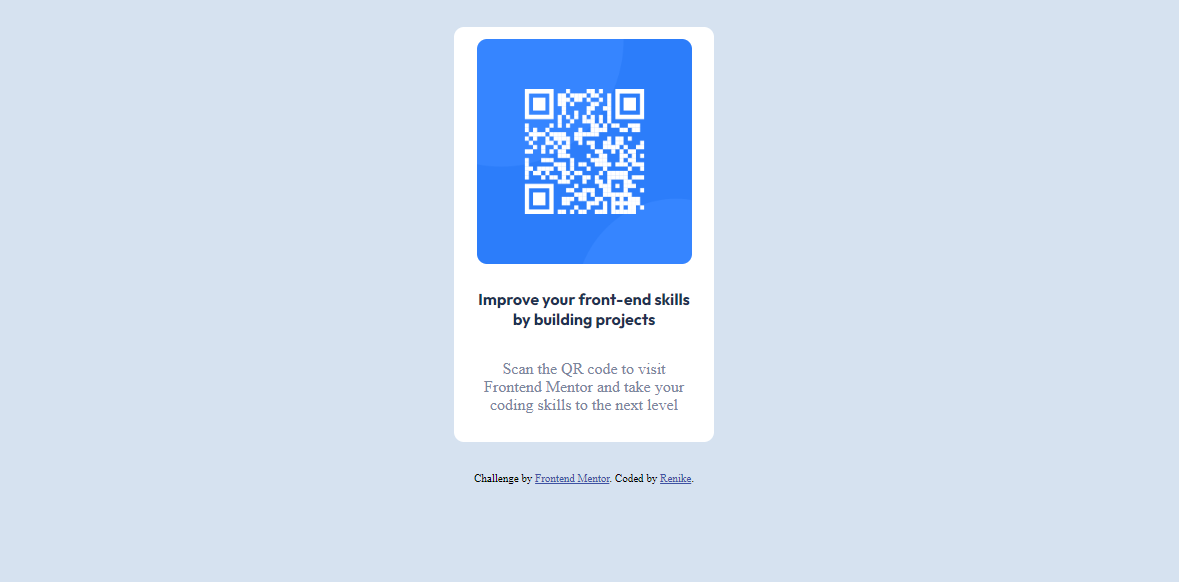 Improve your front-end skills
by building projects
Scan the QR code to visit
Frontend Mentor and take your
coding skills to the next level
Challenge by Frontend Mentor. Coded by Renike.